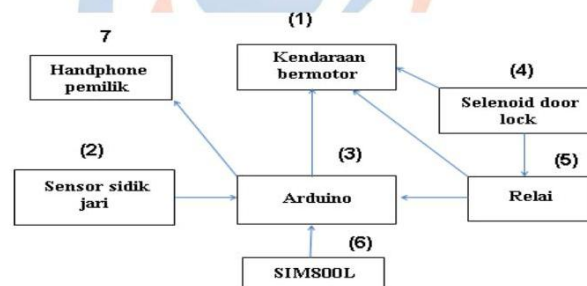 (1)
7
Kendaraan
bermotor
Handphone
pemilik
(4)
Selenoid door
lock
(2)
(3)
(5)
Sensor sidik
jari
Arduino
Relai
(6)
SIM800L